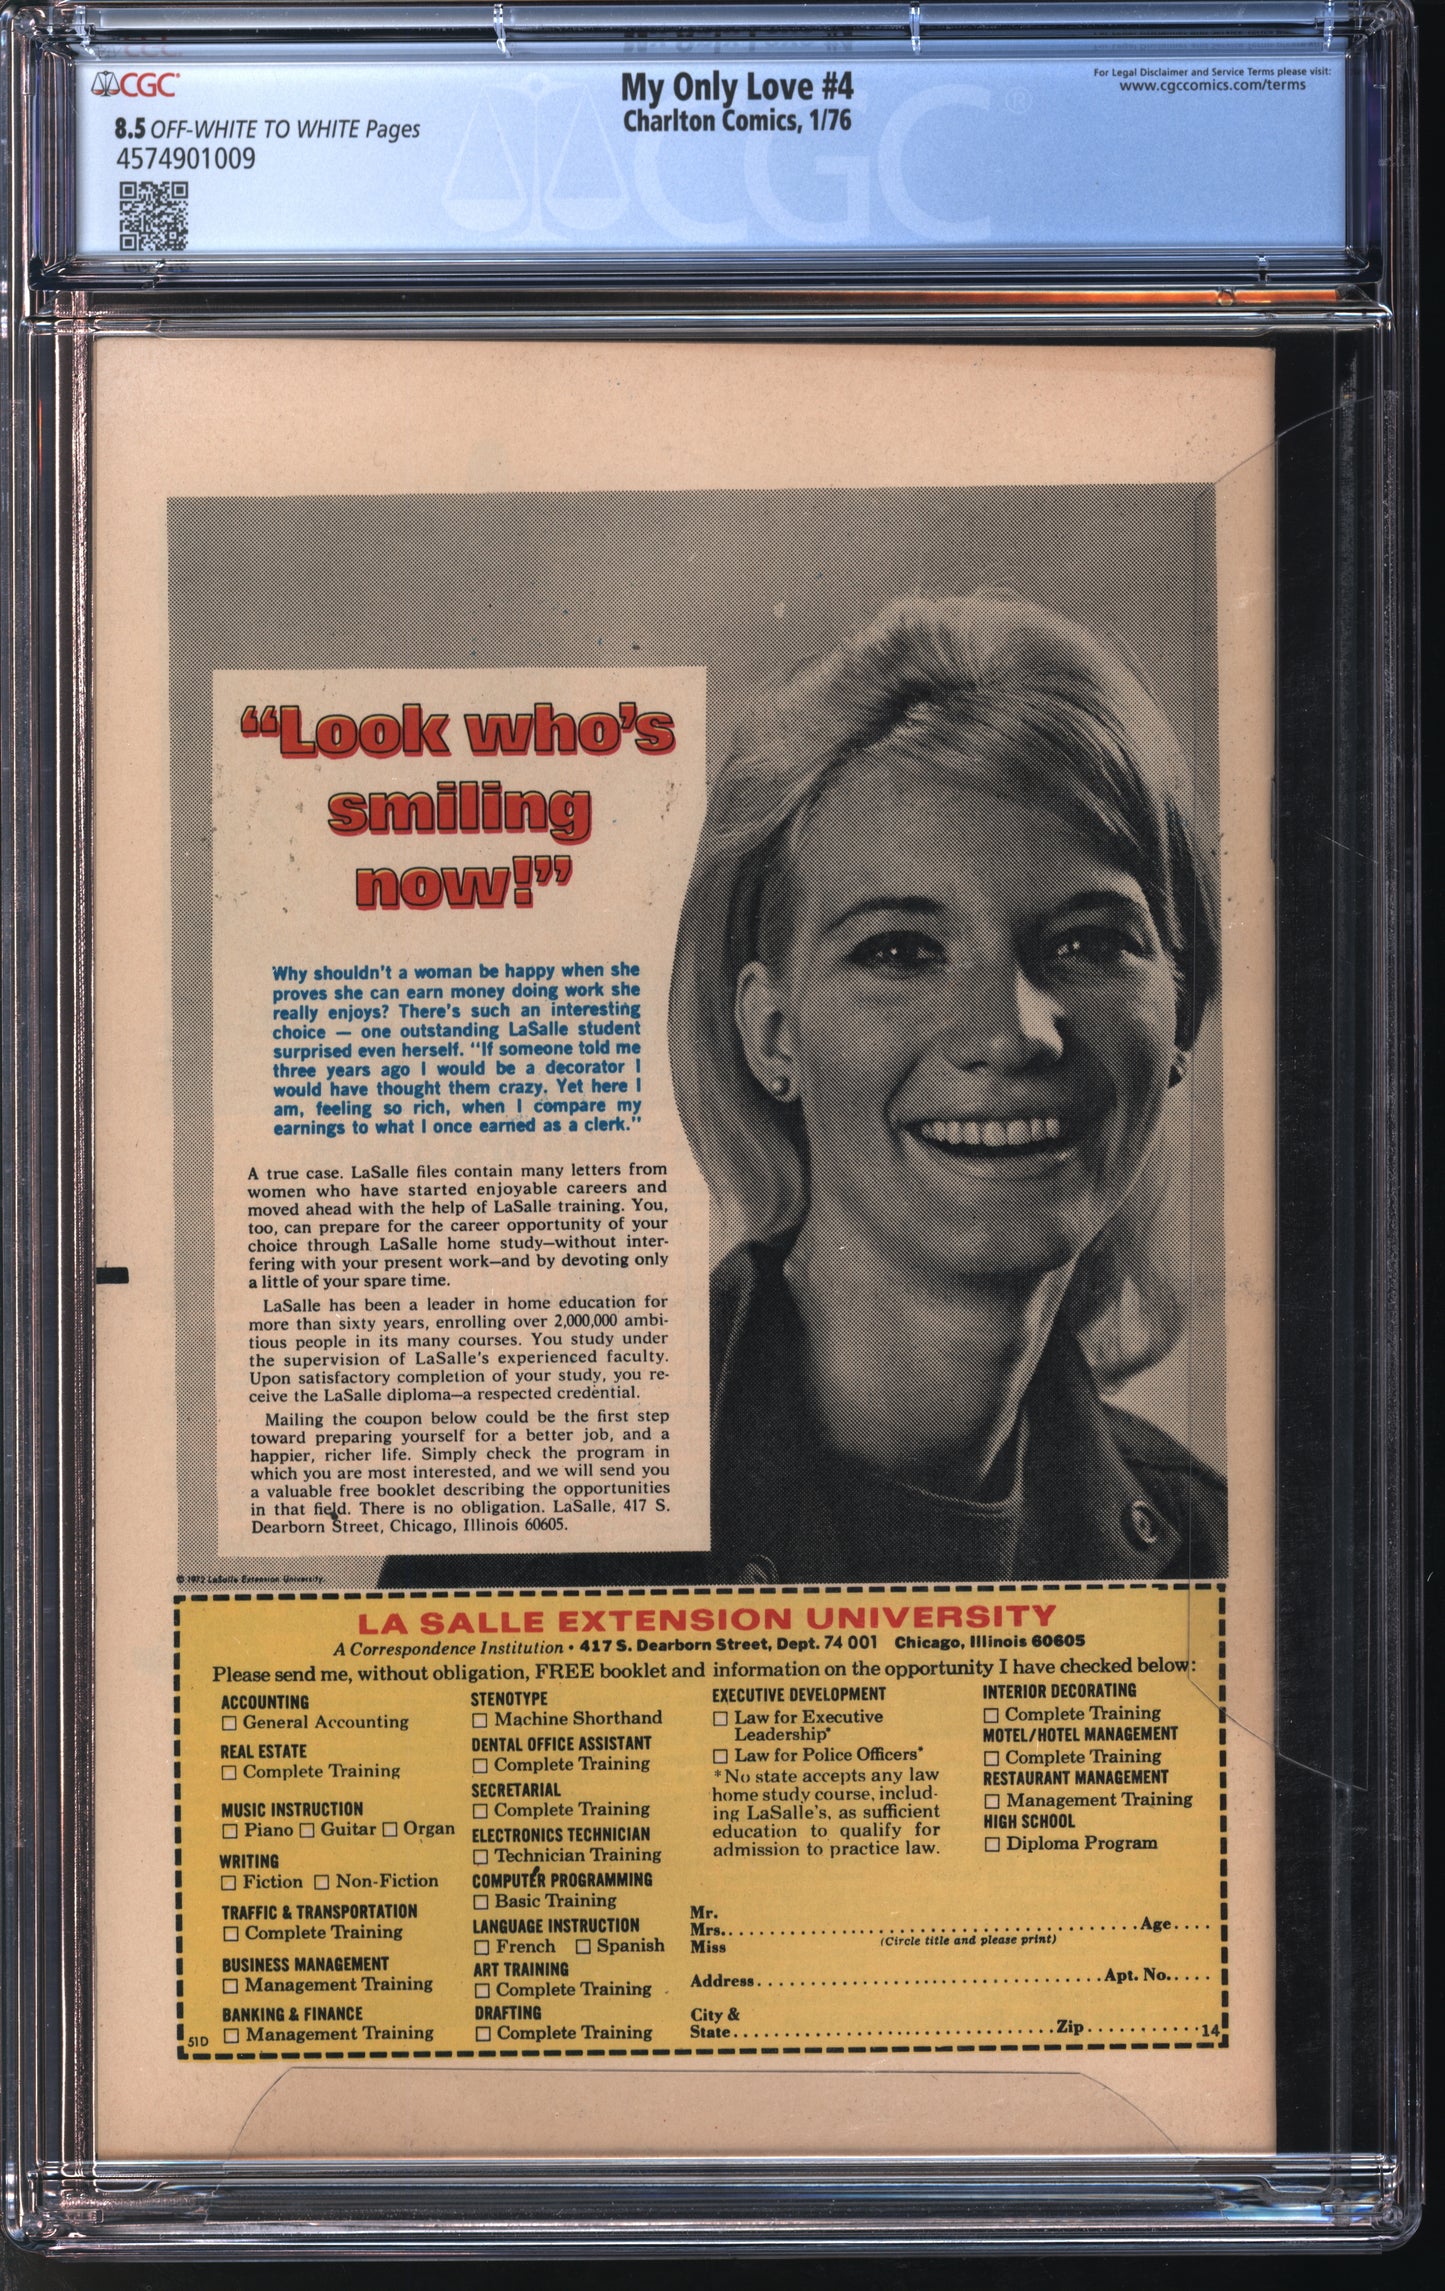 CGC
My Only Love #4
Charlton Comics, 1/76
For Legal Disclaimer and Service Terms please visit:
www.cgccomics.com/terms
8.5 OFF-WHITE TO WHITE Pages
4574901009
CGC®
“Look who’s
smiling
now!”
Why shouldn't a woman be happy when she
proves she can earn money doing work she
really enjoys? There's such an interesting
choice — one outstanding LaSalle student
surprised even herself. “If someone told me
three years ago I would be a decorator I
would have thought them crazy. Yet here I
am, feeling so rich, when I compare my
earnings to what I once earned as a clerk.”
A true case. LaSalle files contain many letters from
women who have started enjoyable careers and
moved ahead with the help of LaSalle training. You,
too, can prepare for the career opportunity of your
choice through LaSalle home study—without inter-
fering with your present work—and by devoting only
a little of your spare time.
LaSalle has been a leader in home education for
more than sixty years, enrolling over 2,000,000 ambi-
tious people in its many courses. You study under
the supervision of LaSalle's experienced faculty.
Upon satisfactory completion of your study, you re-
ceive the LaSalle diploma—a respected credential.
Mailing the coupon below could be the first step
toward preparing yourself for a better job, and a
happier, richer life. Simply check the program in
which you are most interested, and we will send you
a valuable free booklet describing the opportunities
in that field. There is no obligation. LaSalle, 417 S.
Dearborn Street, Chicago, Illinois 60605.
© 1972 LaSalle Extension University.
LA SALLE EXTENSION UNIVERSITY
A Correspondence Institution • 417 S. Dearborn Street, Dept. 74 001 Chicago, Illinois 60605
Please send me, without obligation, FREE booklet and information on the opportunity I have checked below:
ACCOUNTING
☐ General Accounting
REAL ESTATE
☐ Complete Training
MUSIC INSTRUCTION
☐ Piano ☐ Guitar ☐ Organ
WRITING
☐ Fiction ☐ Non-Fiction
TRAFFIC & TRANSPORTATION
☐ Complete Training
BUSINESS MANAGEMENT
☐ Management Training
BANKING & FINANCE
☐ Management Training
51D
STENOTYPE
☐ Machine Shorthand
DENTAL OFFICE ASSISTANT
☐ Complete Training
SECRETARIAL
☐ Complete Training
ELECTRONICS TECHNICIAN
☐ Technician Training
COMPUTER PROGRAMMING
☐ Basic Training
LANGUAGE INSTRUCTION
☐ French ☐ Spanish
ART TRAINING
☐ Complete Training
DRAFTING
☐ Complete Training
EXECUTIVE DEVELOPMENT
☐ Law for Executive
Leadership*
☐ Law for Police Officers*
*No state accepts any law
home study course, includ-
ing LaSalle's, as sufficient
education to qualify for
admission to practice law.
INTERIOR DECORATING
☐ Complete Training
MOTEL/HOTEL MANAGEMENT
☐ Complete Training
RESTAURANT MANAGEMENT
☐ Management Training
HIGH SCHOOL
☐ Diploma Program
Mr.
Mrs. Age
Miss (Circle title and please print)
Address Apt. No.
City &
State Zip 14